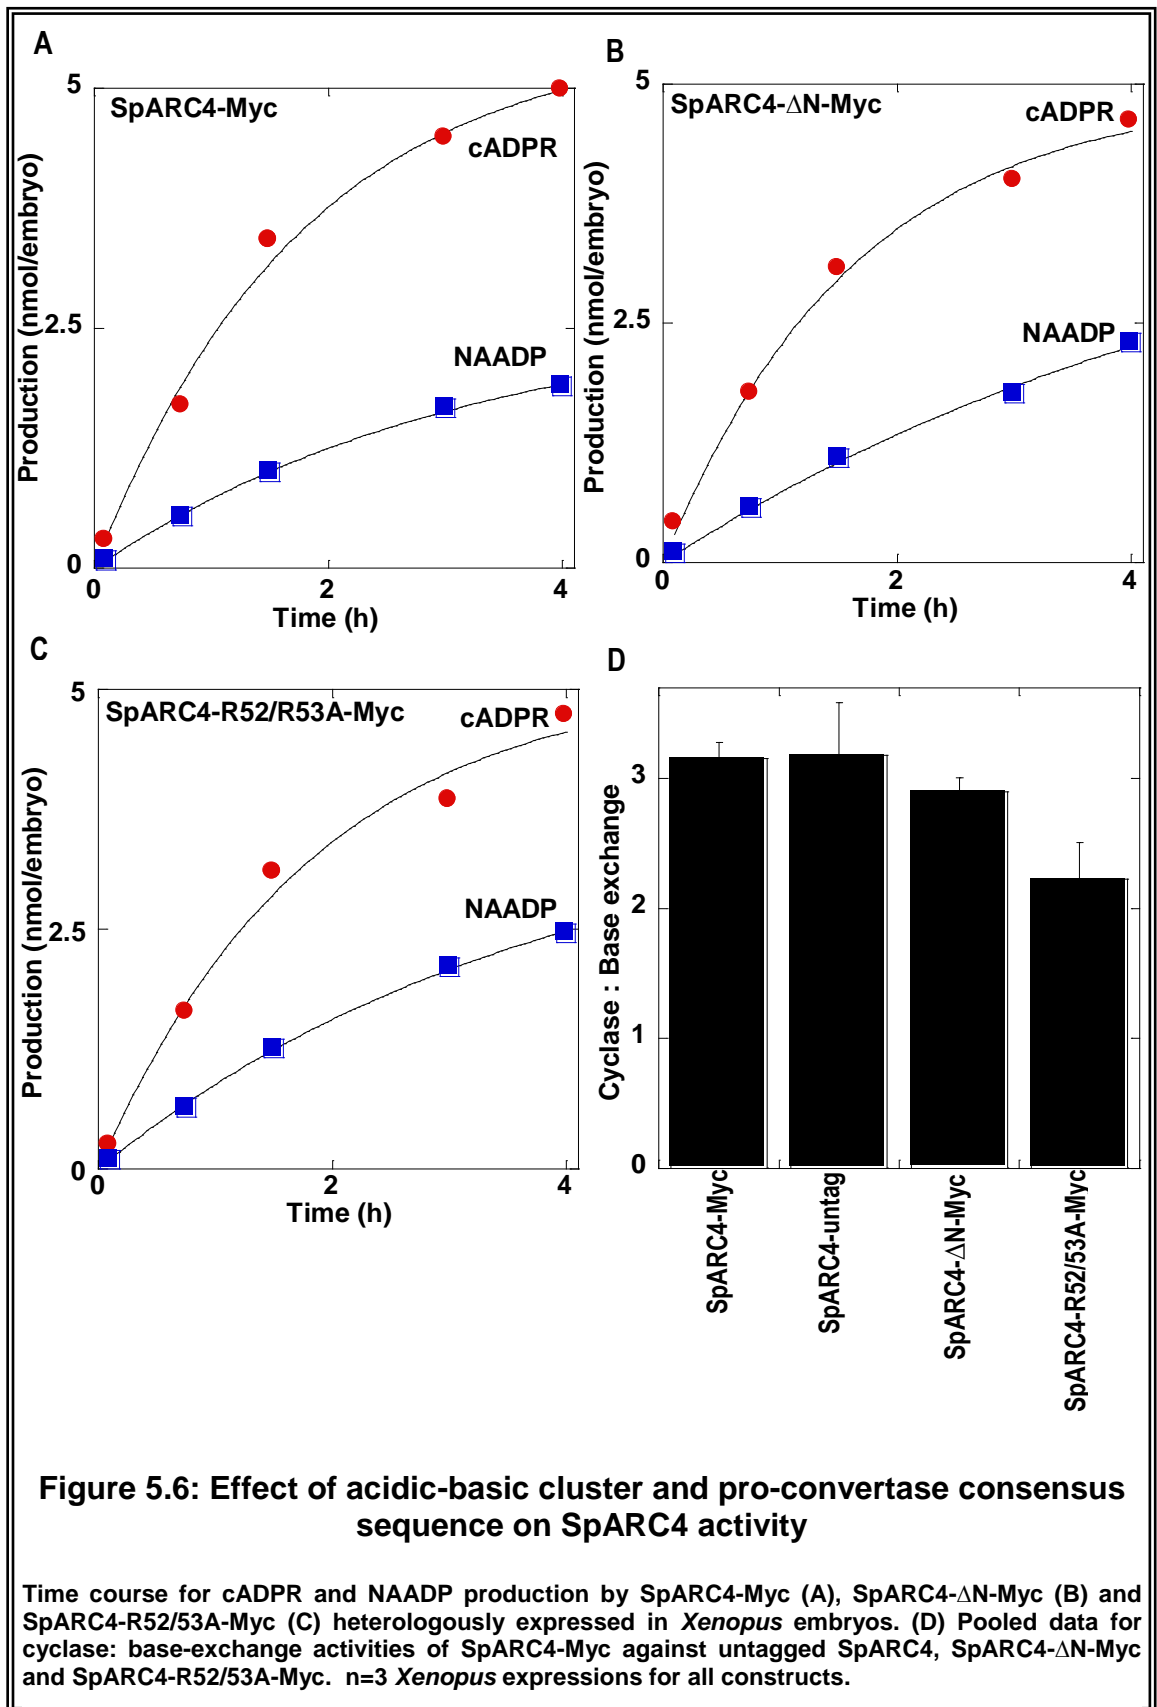 A
5
SpARC4-Myc
cADPR
Production (nmol/embryo)
2.5
NAADP
0
0
2
4
Time (h)
B
5
SpARC4-ΔN-Myc
cADPR
Production (nmol/embryo)
2.5
NAADP
0
0
2
4
Time (h)
C
5
SpARC4-R52/R53A-Myc
cADPR
Production (nmol/embryo)
2.5
NAADP
0
0
2
4
Time (h)
D
Cyclase : Base exchange
3
2
1
0
SpARC4-Myc
SpARC4-untag
SpARC4-ΔN-Myc
SpARC4-R52/53A-Myc
Figure 5.6: Effect of acidic-basic cluster and pro-convertase consensus
sequence on SpARC4 activity
Time course for cADPR and NAADP production by SpARC4-Myc (A), SpARC4-ΔN-Myc (B) and
SpARC4-R52/53A-Myc (C) heterologously expressed in Xenopus embryos. (D) Pooled data for
cyclase: base-exchange activities of SpARC4-Myc against untagged SpARC4, SpARC4-ΔN-Myc
and SpARC4-R52/53A-Myc. n=3 Xenopus expressions for all constructs.